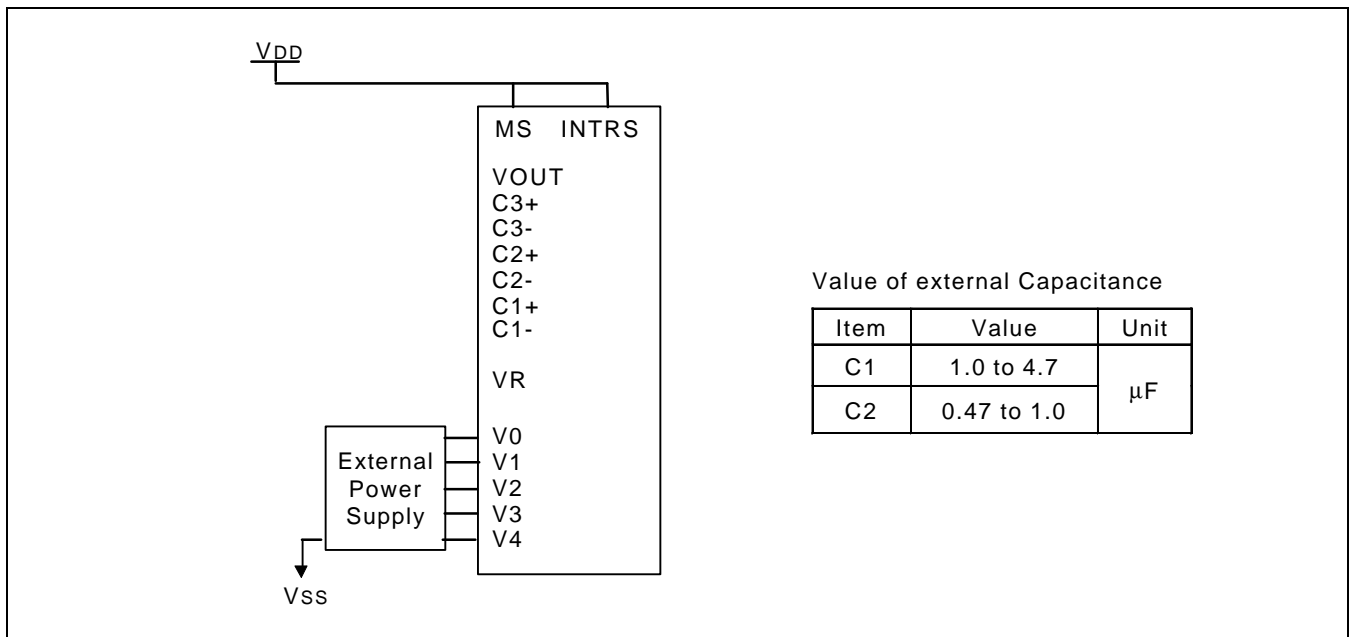 VDD
MS INTRS
VOUT
C3+
C3-
C2+
C2-
C1+
C1-
VR
V0
V1
V2
V3
V4
External
Power
Supply
VSS
Value of external Capacitance
Item Value Unit
C1 1.0 to 4.7 μF
C2 0.47 to 1.0